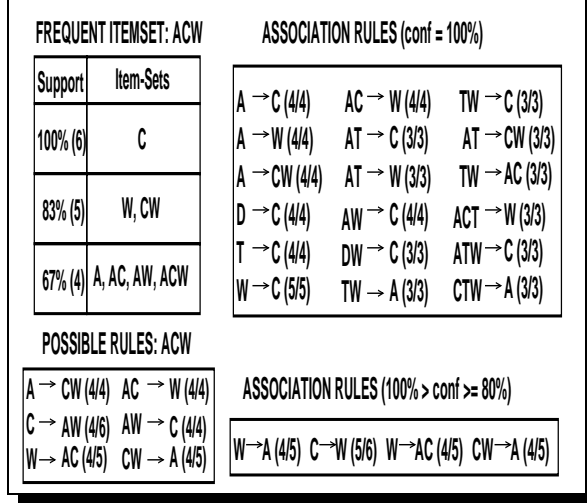 FREQUENT ITEMSET: ACW
Support Item-Sets
100% (6) C
83% (5) W, CW
67% (4) A, AC, AW, ACW
ASSOCIATION RULES (conf = 100%)
A → C (4/4) AC → W (4/4) TW → C (3/3)
A → W (4/4) AT → C (3/3) AT → CW (3/3)
A → CW (4/4) AT → W (3/3) TW → AC (3/3)
D → C (4/4) AW → C (4/4) ACT → W (3/3)
T → C (4/4) DW → C (3/3) ATW → C (3/3)
W → C (5/5) TW → A (3/3) CTW → A (3/3)
POSSIBLE RULES: ACW
A → CW (4/4) AC → W (4/4)
C → AW (4/6) AW → C (4/4)
W → AC (4/5) CW → A (4/5)
ASSOCIATION RULES (100% > conf >= 80%)
W → A (4/5) C → W (5/6) W → AC (4/5) CW → A (4/5)